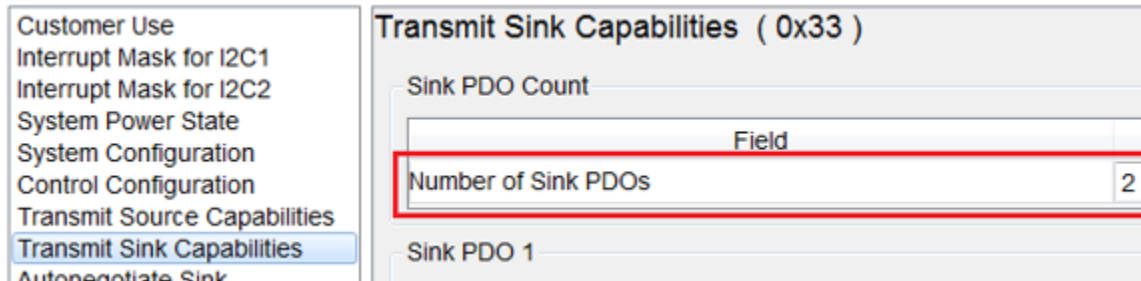 Customer Use
Interrupt Mask for I2C1
Interrupt Mask for I2C2
System Power State
System Configuration
Control Configuration
Transmit Source Capabilities
Transmit Sink Capabilities
Autonegotiate Sink
Transmit Sink Capabilities ( 0x33 )
Sink PDO Count
Field
Number of Sink PDOs 2
Sink PDO 1